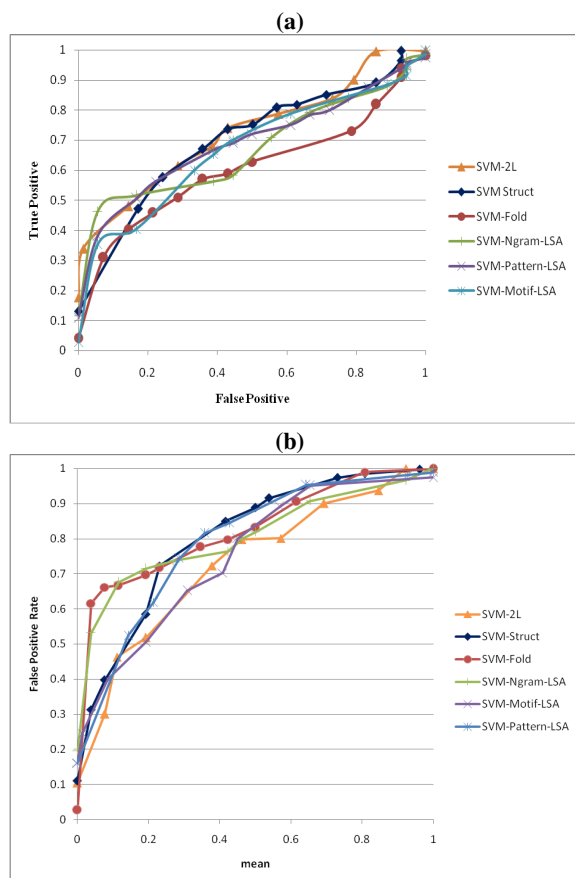 (a)
1
0.9
0.8
0.7
0.6
0.5
0.4
0.3
0.2
0.1
0
0 0.2 0.4 0.6 0.8 1
True Positive
False Positive
SVM-2L
SVM Struct
SVM-Fold
SVM-Ngram-LSA
SVM-Pattern-LSA
SVM-Motif-LSA
(b)
1
0.9
0.8
0.7
0.6
0.5
0.4
0.3
0.2
0.1
0
0 0.2 0.4 0.6 0.8 1
False Positive Rate
mean
SVM-2L
SVM-Struct
SVM-Fold
SVM-Ngram-LSA
SVM-Motif-LSA
SVM-Pattern-LSA